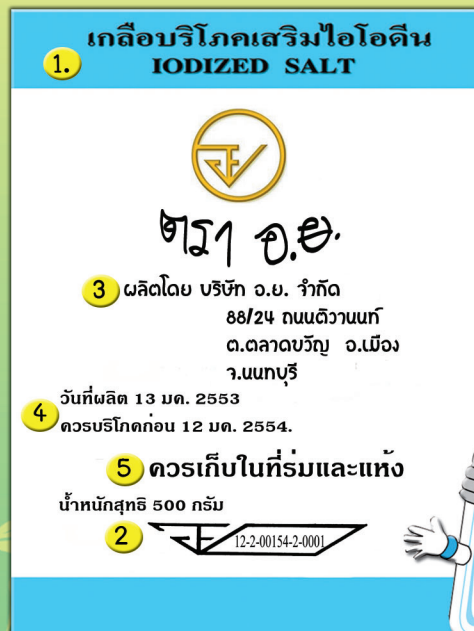 เกลือบริโภคเสริมไอโอดีน
1. IODIZED SALT
ตรา อ.ย.
3 ผลิตโดย บริษัท อ.ย. จำกัด
88/24 ถนนติวานนท์
ต.ตลาดขวัญ อ.เมือง
จ.นนทบุรี
วันที่ผลิต 13 มค. 2553
4
ควรบริโภคก่อน 12 มค. 2554.
5 ควรเก็บในที่ร่มและแห้ง
น้ำหนักสุทธิ 500 กรัม
2 12-2-00154-2-0001